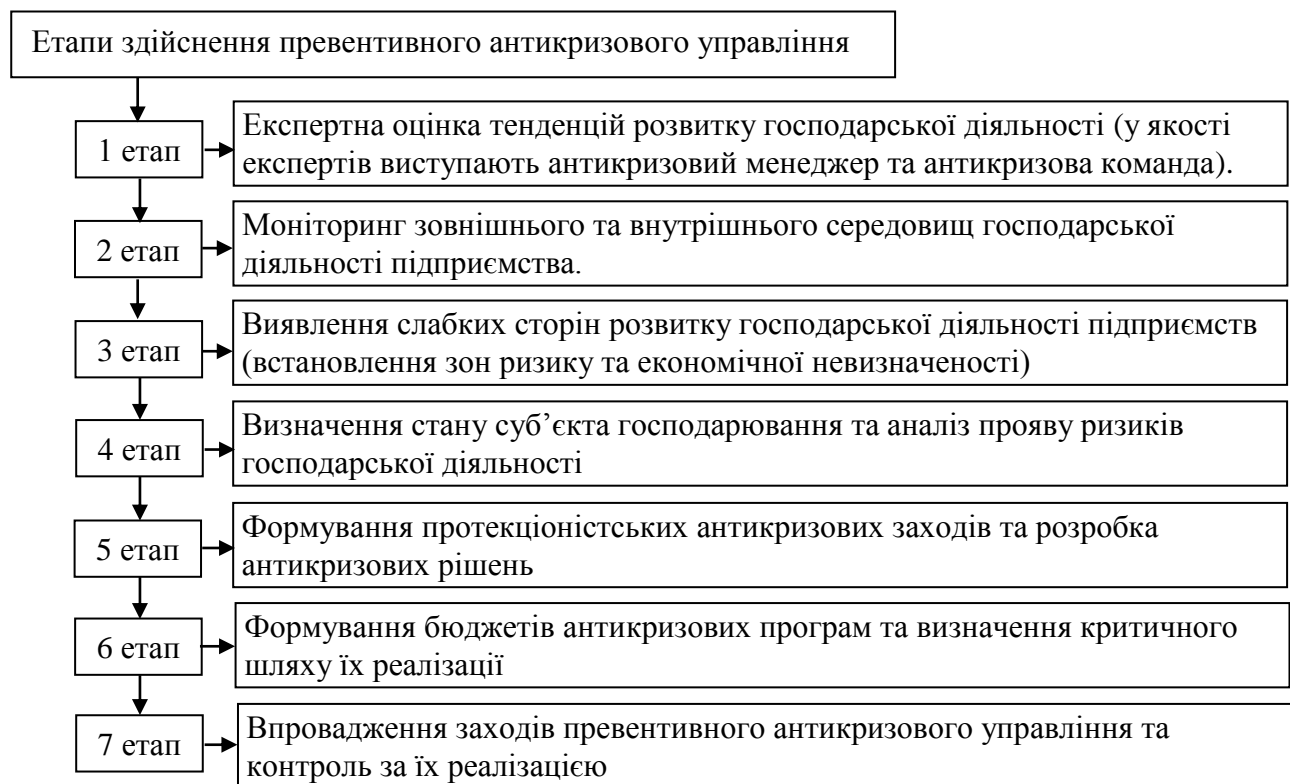 Етапи здійснення превентивного антикризового управління
1 етап
Експертна оцінка тенденцій розвитку господарської діяльності (у якості
експертів виступають антикризовий менеджер та антикризова команда).
2 етап
Моніторинг зовнішнього та внутрішнього середовищ господарської
діяльності підприємства.
3 етап
Виявлення слабких сторін розвитку господарської діяльності підприємств
(встановлення зон ризику та економічної невизначеності)
4 етап
Визначення стану суб’єкта господарювання та аналіз прояву ризиків
господарської діяльності
5 етап
Формування протекціоністських антикризових заходів та розробка
антикризових рішень
6 етап
Формування бюджетів антикризових програм та визначення критичного
шляху їх реалізації
7 етап
Впровадження заходів превентивного антикризового управління та
контроль за їх реалізацією